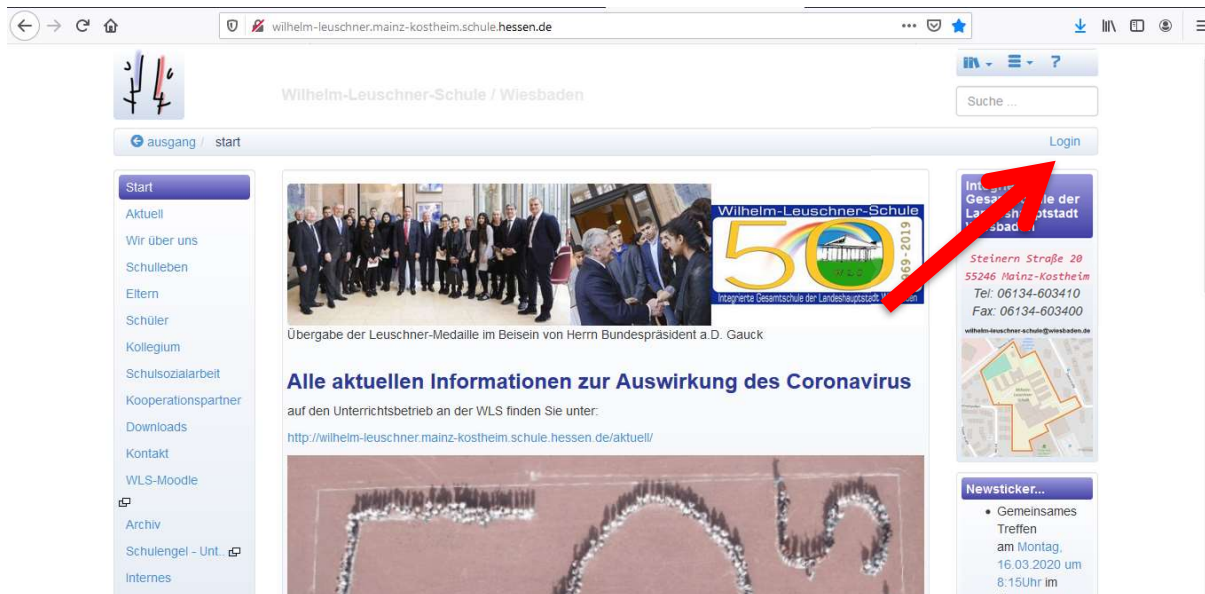 wilhelm-leuschner.mainz-kostheim.schule.hessen.de
Wilhelm-Leuschner-Schule / Wiesbaden
?
Suche ...
ausgang / start
Login
Start
Aktuell
Wir über uns
Schulleben
Eltern
Schüler
Kollegium
Schulsozialarbeit
Kooperationspartner
Downloads
Kontakt
WLS-Moodle
Archiv
Schulengel - Unt..
Internes
Wilhelm-Leuschner-Schule
50
WLS
Integrierte Gesamtschule der Landeshauptstadt
Übergabe der Leuschner-Medaille im Beisein von Herrn Bundespräsident a.D. Gauck
Alle aktuellen Informationen zur Auswirkung des Coronavirus
auf den Unterrichtsbetrieb an der WLS finden Sie unter:
http://wilhelm-leuschner.mainz-kostheim.schule.hessen.de/aktuell/
der
Steinern Straße 20
55246 Mainz-Kostheim
Tel: 06134-603410
Fax: 06134-603400
wilhelm-leuschner-schule@wiesbaden.de
Newsticker...
Gemeinsames
Treffen
am Montag,
16.03.2020 um
8:15Uhr im